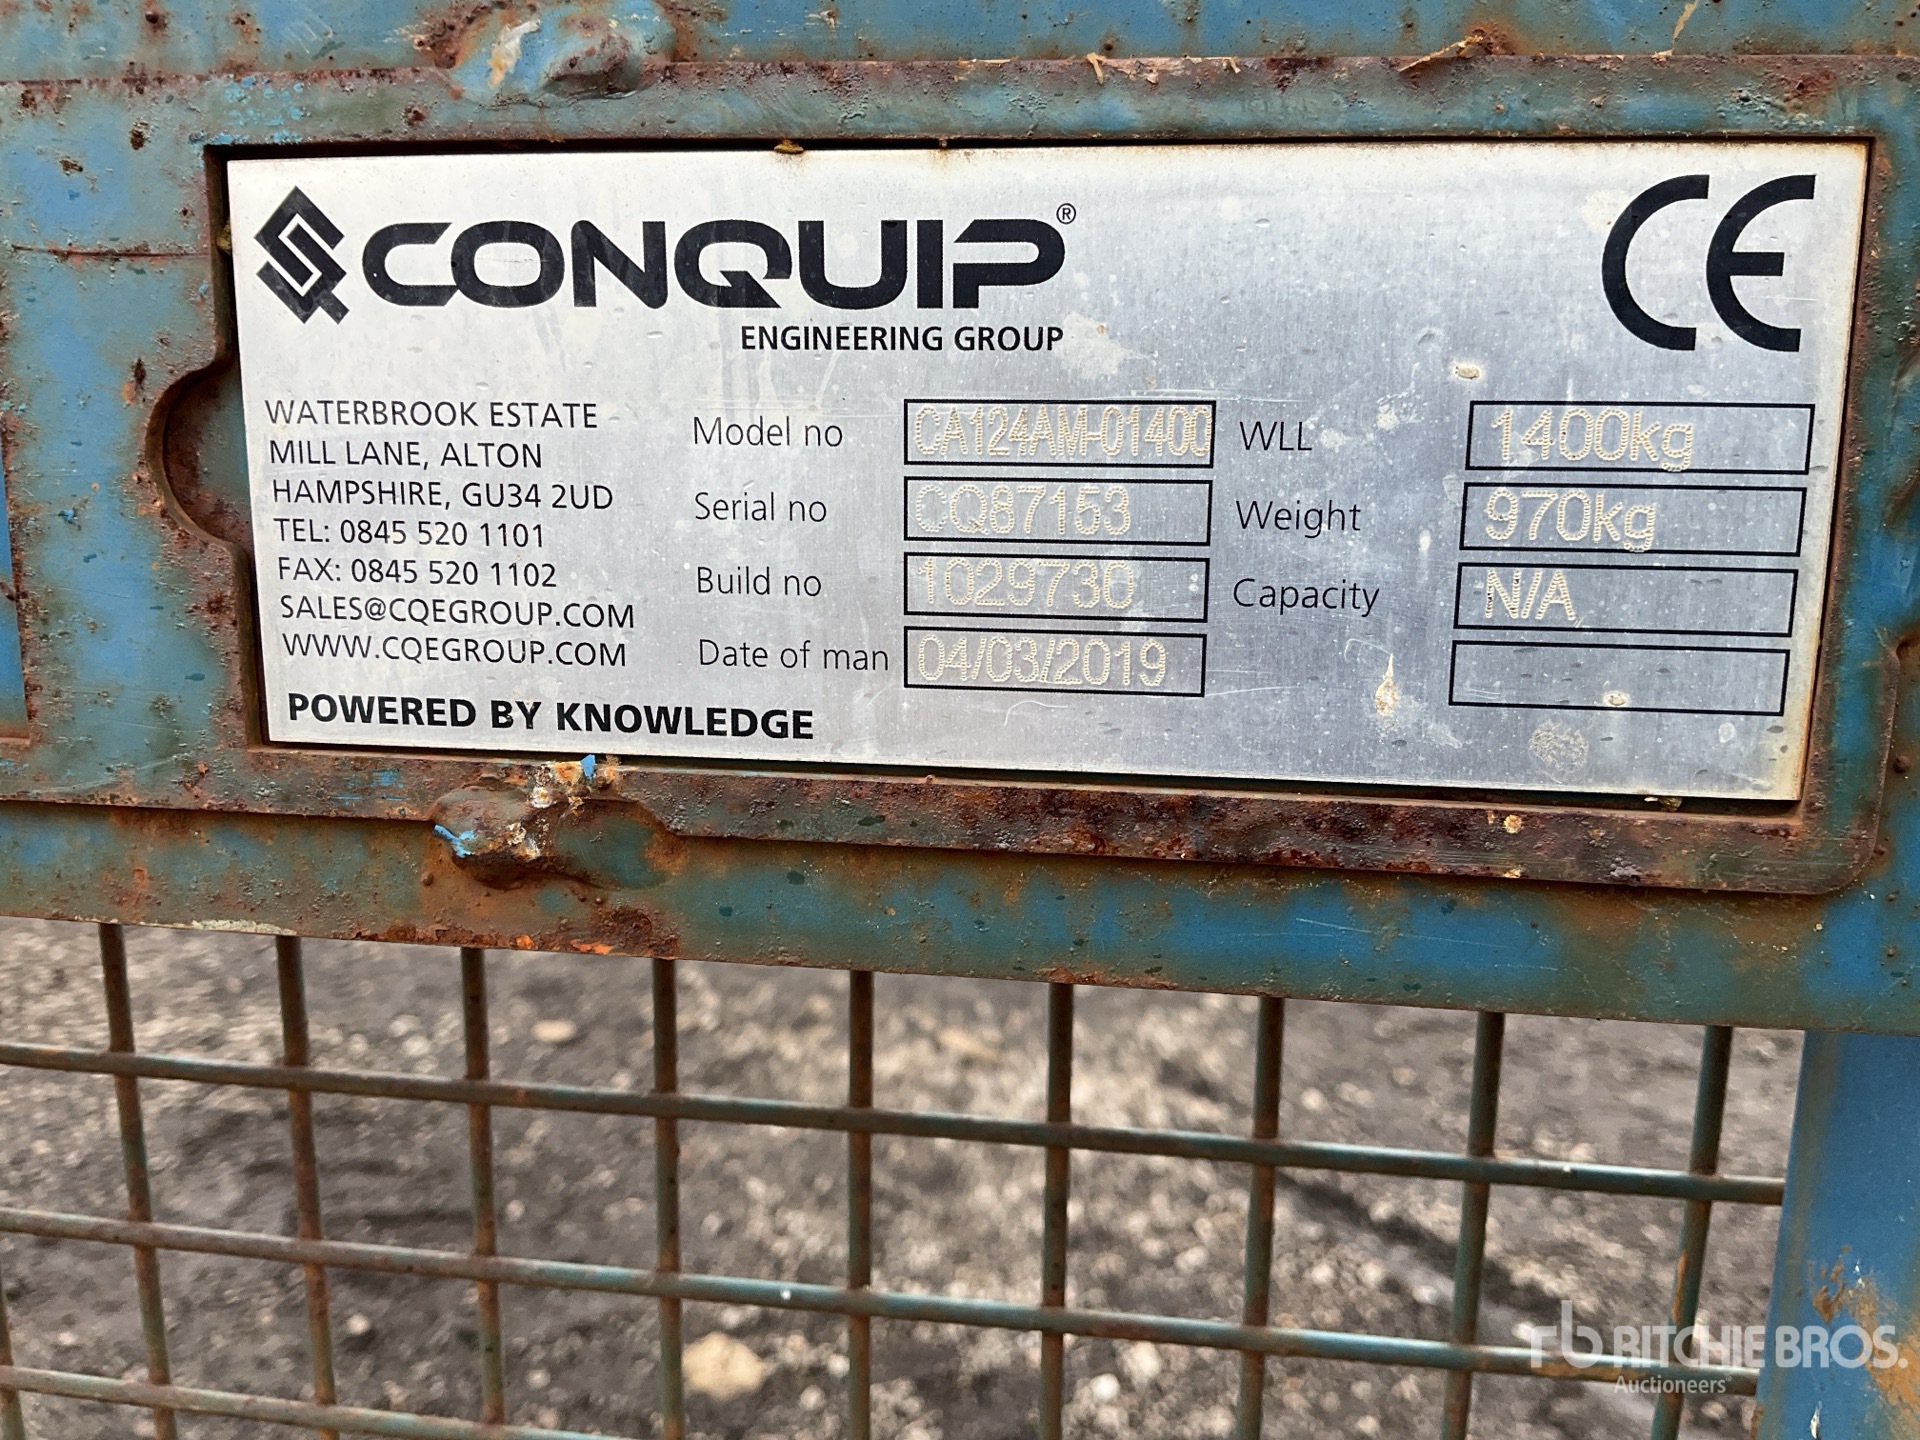 CONQUIP®
ENGINEERING GROUP
CE
WATERBROOK ESTATE
MILL LANE, ALTON
HAMPSHIRE, GU34 2UD
TEL: 0845 520 1101
FAX: 0845 520 1102
SALES@CQEGROUP.COM
WWW.CQEGROUP.COM
POWERED BY KNOWLEDGE
Model no CA124AM-01400
Serial no CQ87153
Build no 1029730
Date of man 04/03/2019
WLL 1400kg
Weight 970kg
Capacity N/A
rb RITCHIE BROS.
Auctioneers